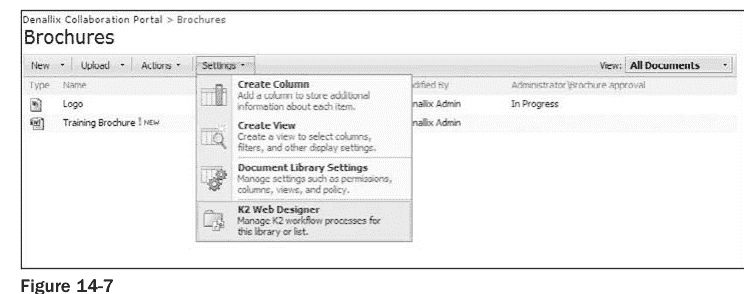 Denallix Collaboration Portal > Brochures
Brochures
New Upload Actions Settings View: All Documents
Type Name dified By Administrator\Brochure approval
Logo nallix Admin In Progress
Training Brochure ! NEW nallix Admin
Create Column
Add a column to store additional
information about each item.
Create View
Create a view to select columns,
filters, and other display settings.
Document Library Settings
Manage settings such as permissions,
columns, views, and policy.
K2 Web Designer
Manage K2 workflow processes for
this library or list.
Figure 14-7